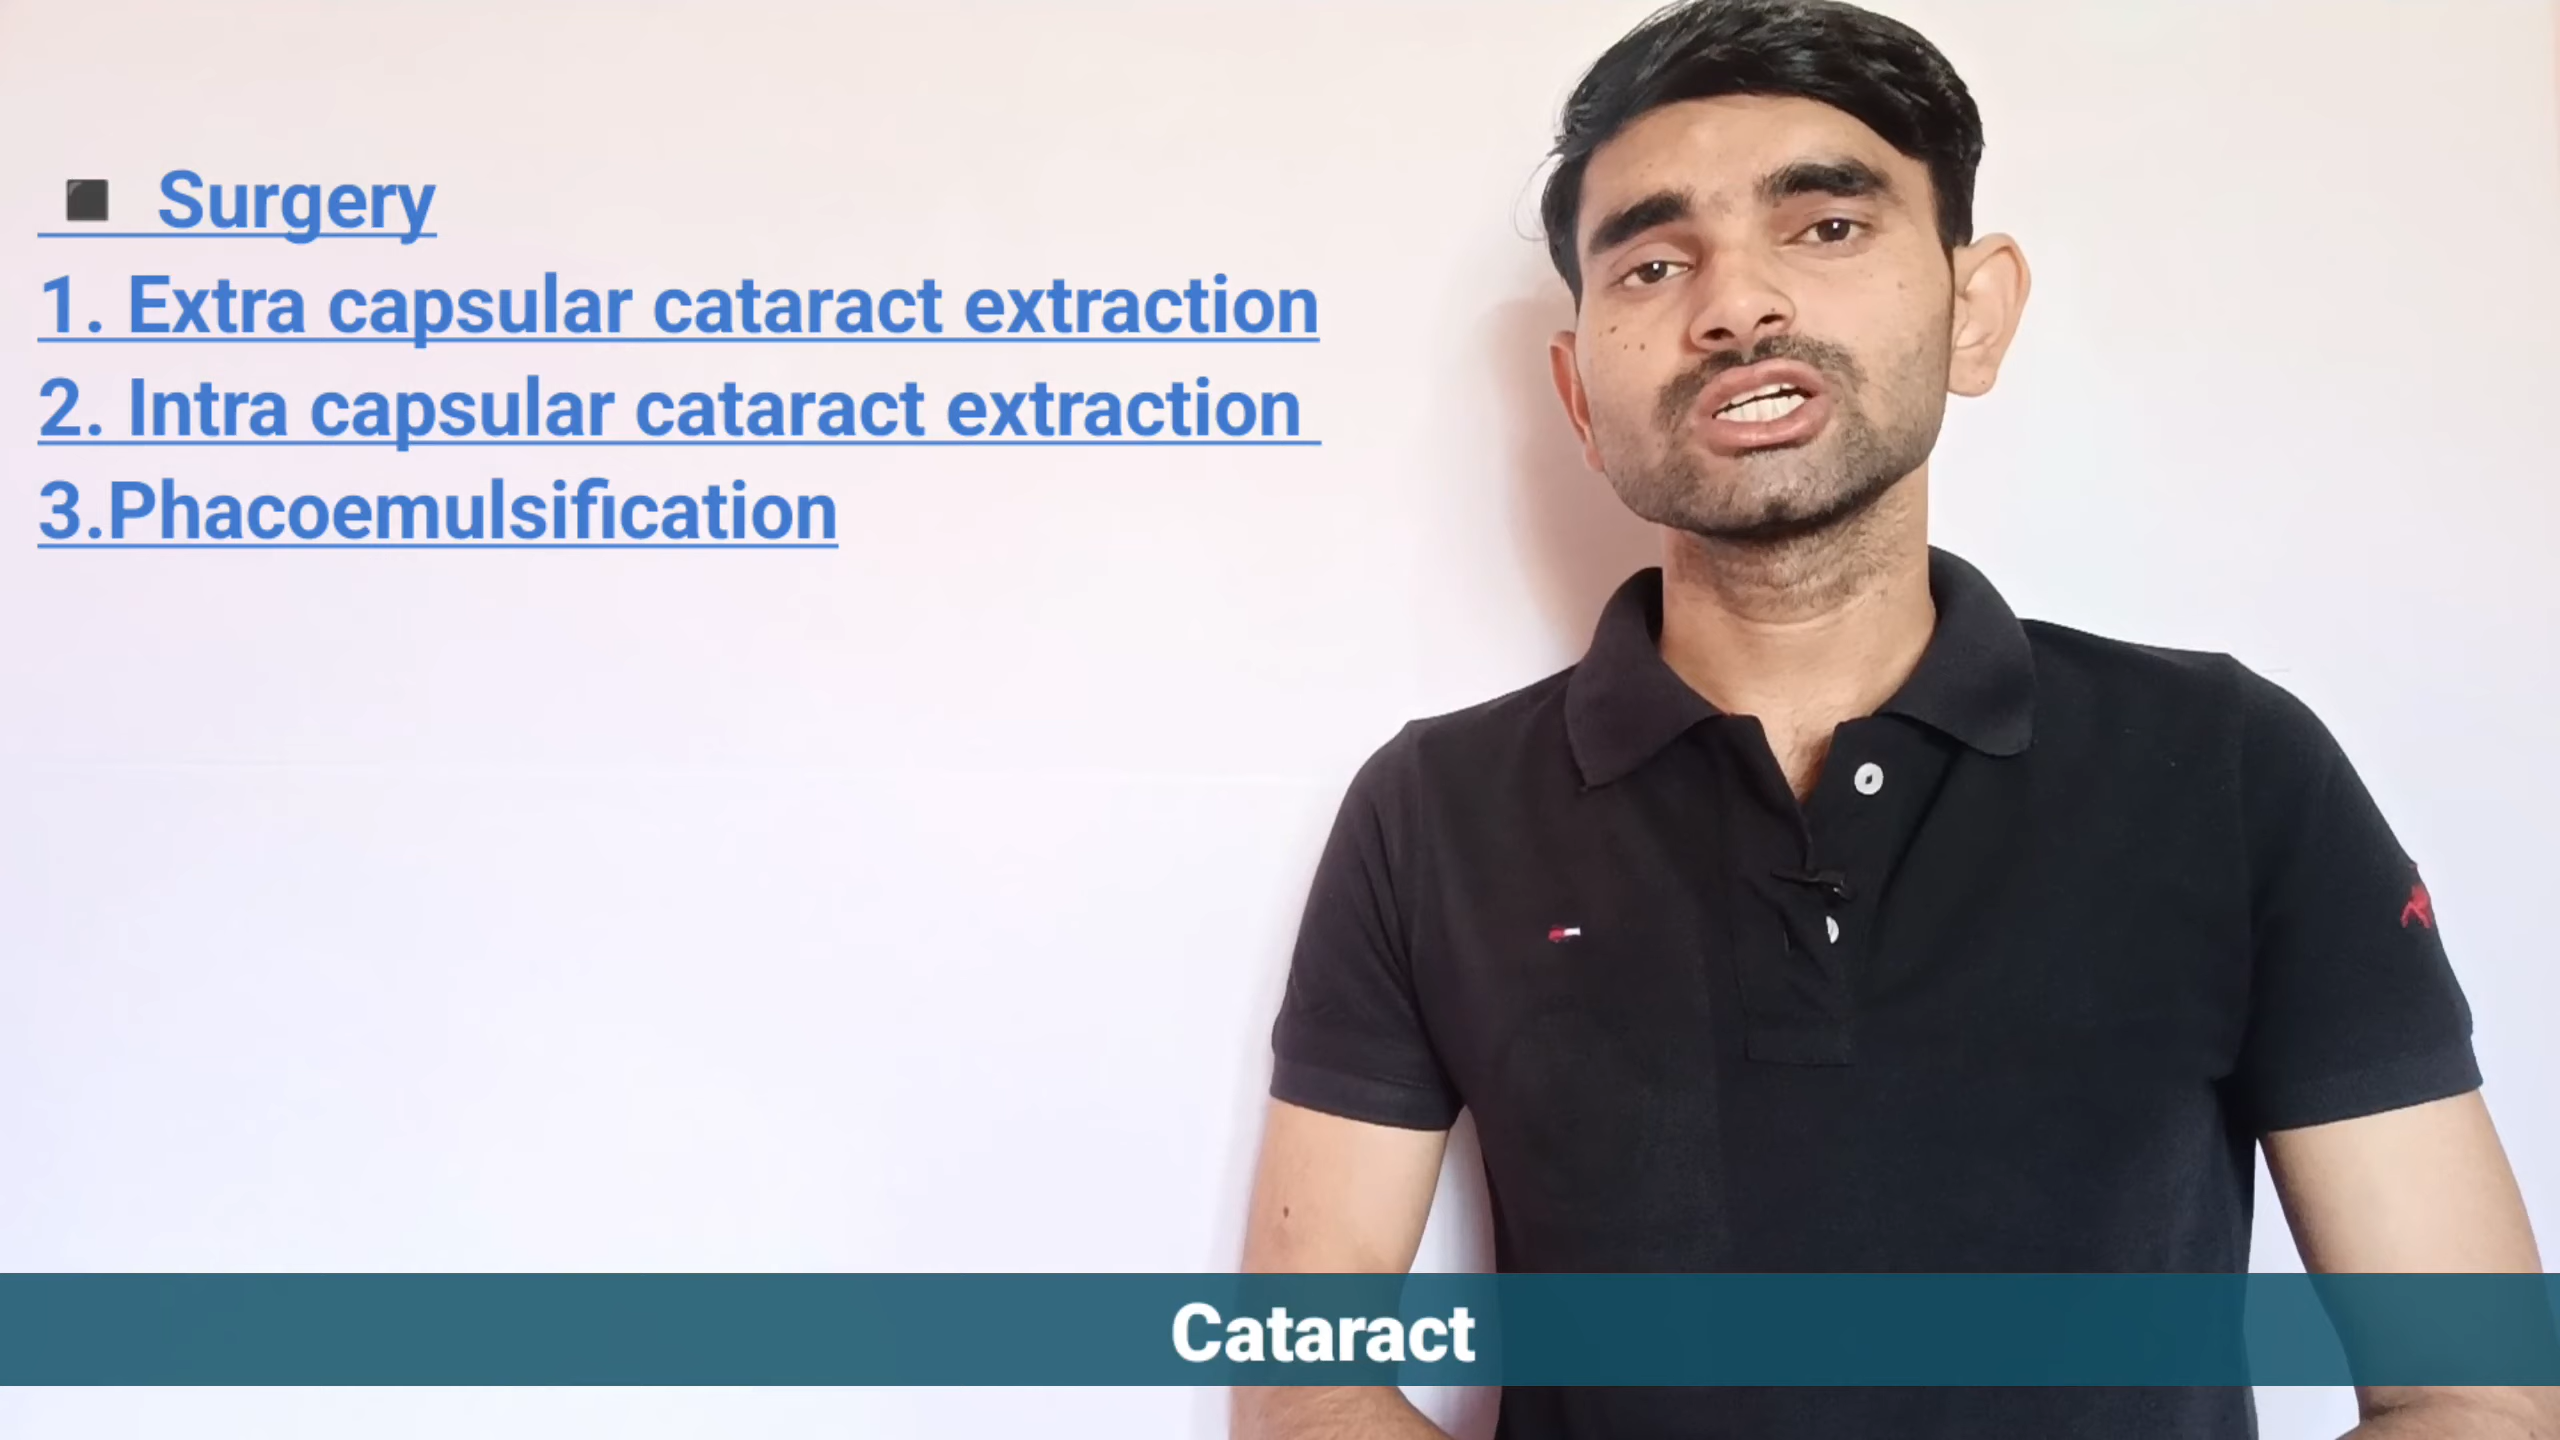 ◾ Surgery
1. Extra capsular cataract extraction
2. Intra capsular cataract extraction
3.Phacoemulsification
Cataract